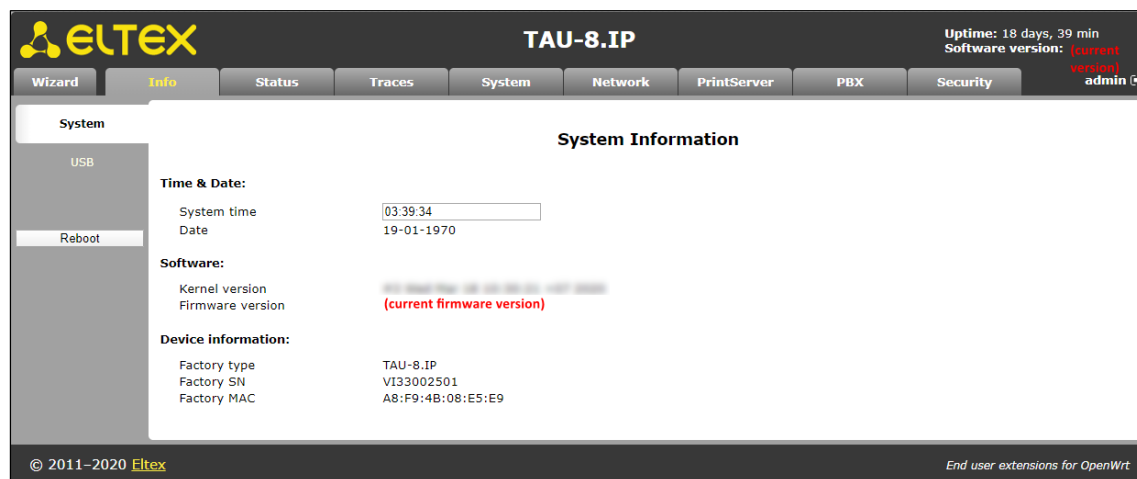 ELTEX
TAU-8.IP
Uptime: 18 days, 39 min
Software version: (current version)
Wizard
Info
Status
Traces
System
Network
PrintServer
PBX
Security
admin
System
USB
Reboot
System Information
Time & Date:
System time 03:39:34
Date 19-01-1970
Software:
Kernel version
Firmware version (current firmware version)
Device information:
Factory type TAU-8.IP
Factory SN VI33002501
Factory MAC A8:F9:4B:08:E5:E9
© 2011–2020 Eltex
End user extensions for OpenWrt